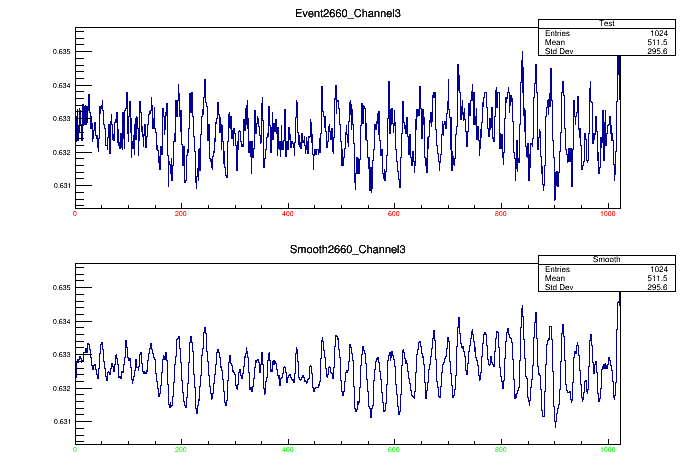 Event2660_Channel3
Test
Entries 1024
Mean 511.5
Std Dev 295.6
0.635
0.634
0.633
0.632
0.631
0 200 400 600 800 1000
Smooth2660_Channel3
Smooth
Entries 1024
Mean 511.5
Std Dev 295.6
0.635
0.634
0.633
0.632
0.631
0 200 400 600 800 1000